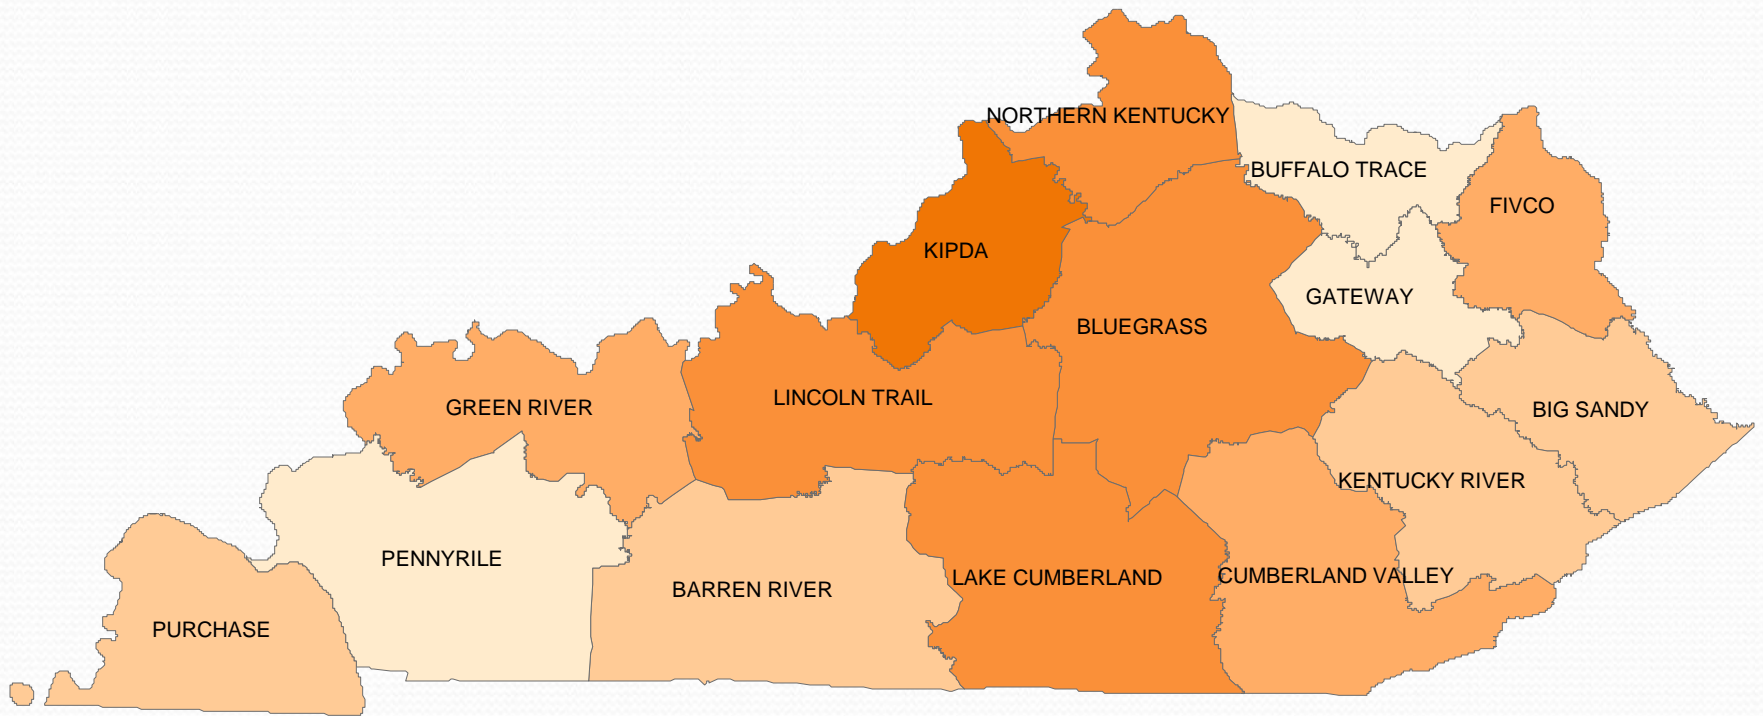 NORTHERN KENTUCKY
BUFFALO TRACE
FIVCO
KIPDA
GATEWAY
BLUEGRASS
LINCOLN TRAIL
GREEN RIVER
BIG SANDY
KENTUCKY RIVER
PENNYRILE
LAKE CUMBERLAND
CUMBERLAND VALLEY
BARREN RIVER
PURCHASE